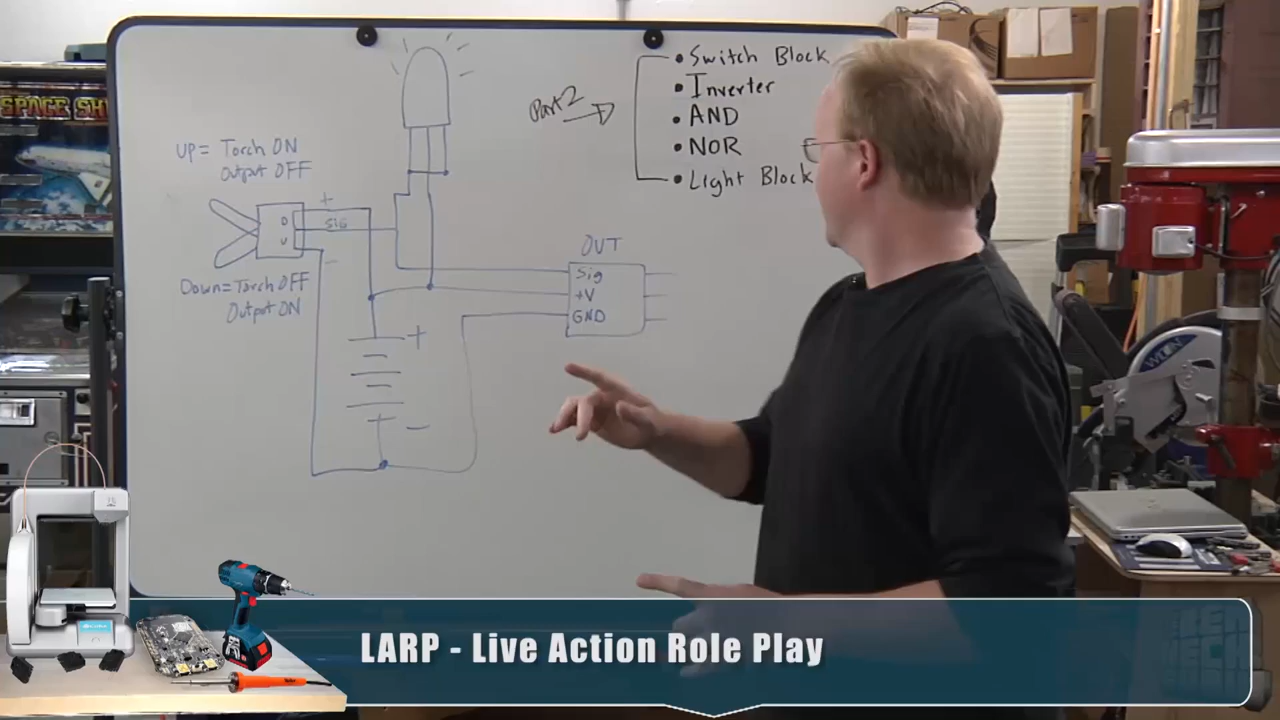 SPACE SH
UP= Torch ON
Output OFF
+
SIG
D
U
-
Down=Torch OFF
Output ON
+
-
OUT
Sig
+V
GND
Part 2
• Switch Block
• Inverter
• AND
• NOR
• Light Block
LARP - Live Action Role Play